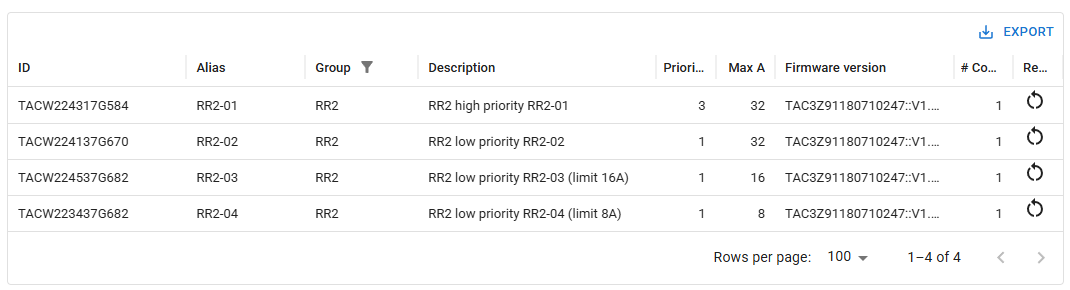 EXPORT
ID Alias Group Description Priori... Max A Firmware version # Co... Re...
TACW224317G584 RR2-01 RR2 RR2 high priority RR2-01 3 32 TAC3Z91180710247::V1.... 1
TACW224137G670 RR2-02 RR2 RR2 low priority RR2-02 1 32 TAC3Z91180710247::V1.... 1
TACW224537G682 RR2-03 RR2 RR2 low priority RR2-03 (limit 16A) 1 16 TAC3Z91180710247::V1.... 1
TACW223437G682 RR2-04 RR2 RR2 low priority RR2-04 (limit 8A) 1 8 TAC3Z91180710247::V1.... 1
Rows per page: 100 1–4 of 4